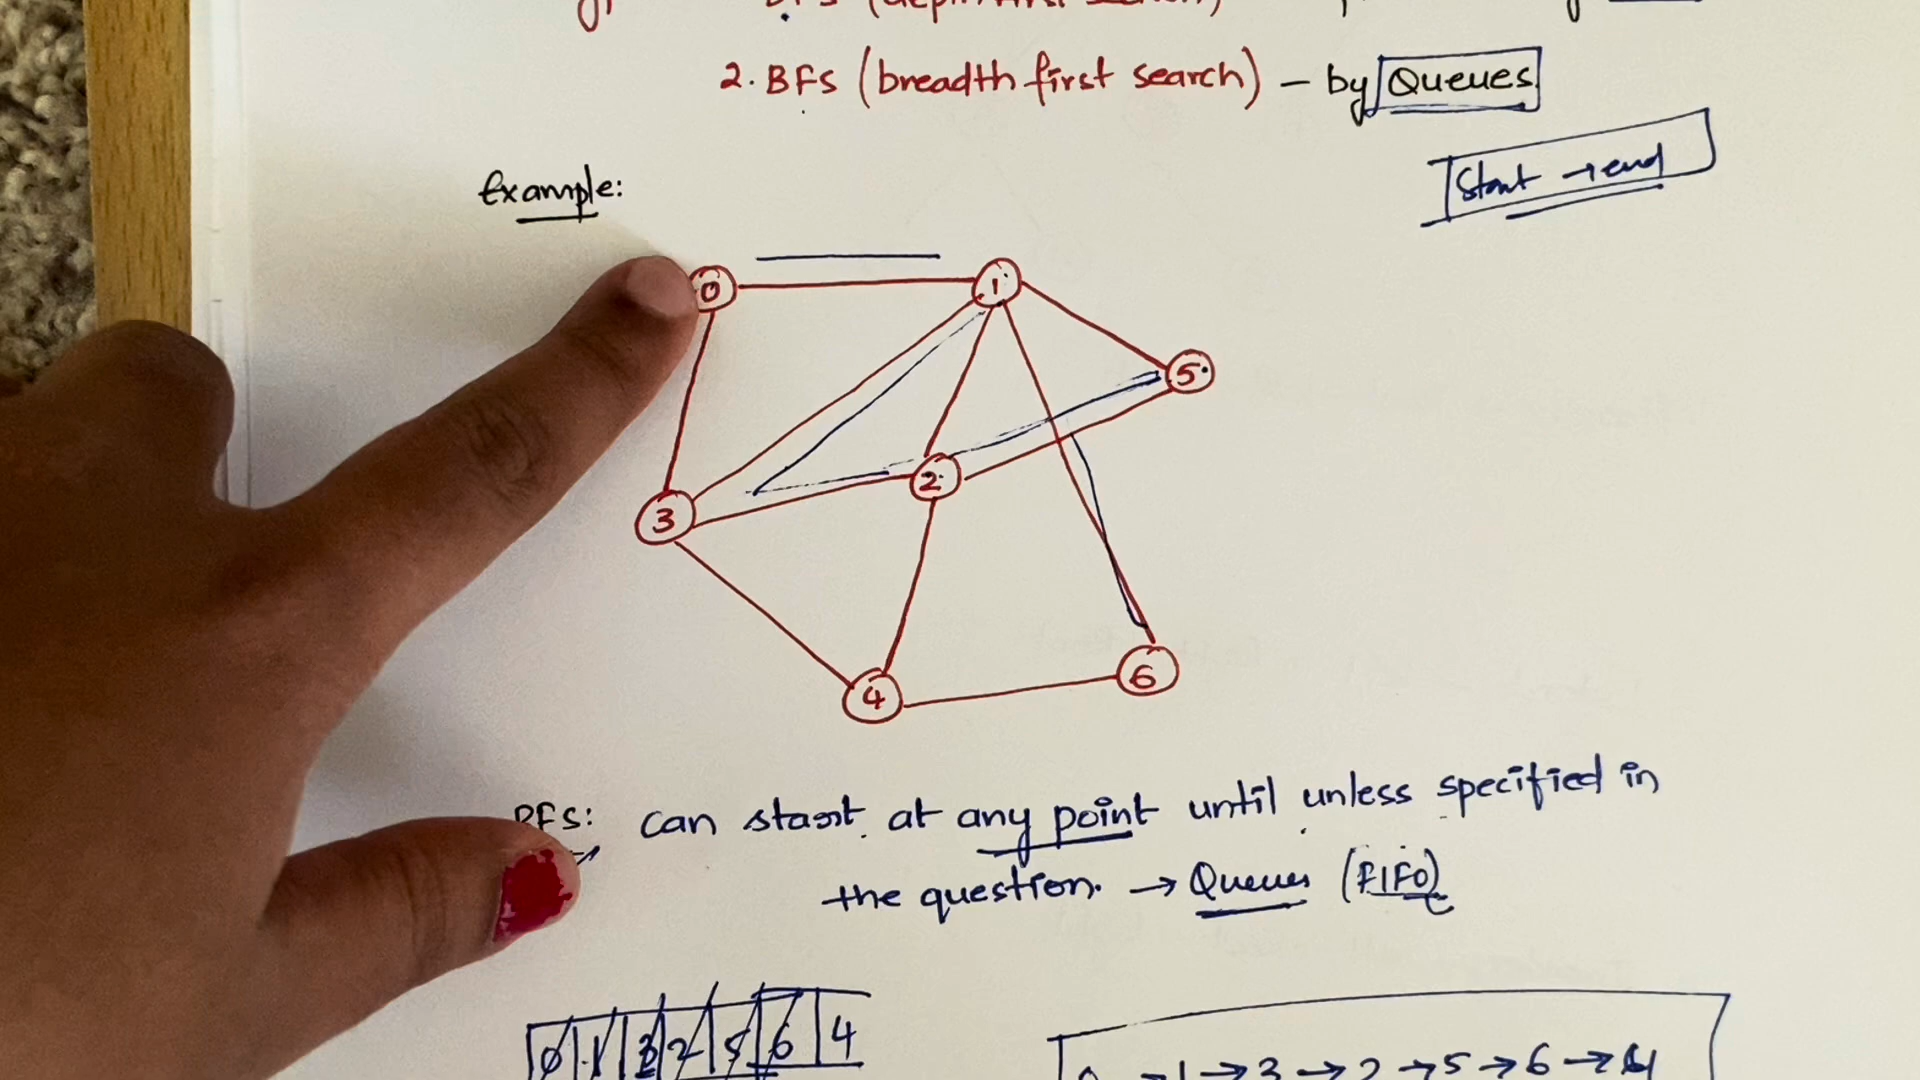 2. BFS (breadth first search) - by Queues
Start → end
Example:
0
1
5
2
3
4
6
BFS: can start at any point until unless specified in
the question. → Queues (FIFO)
0 1 3 2 5 6 4
→ 1 → 3 → 2 → 5 → 6 → 4